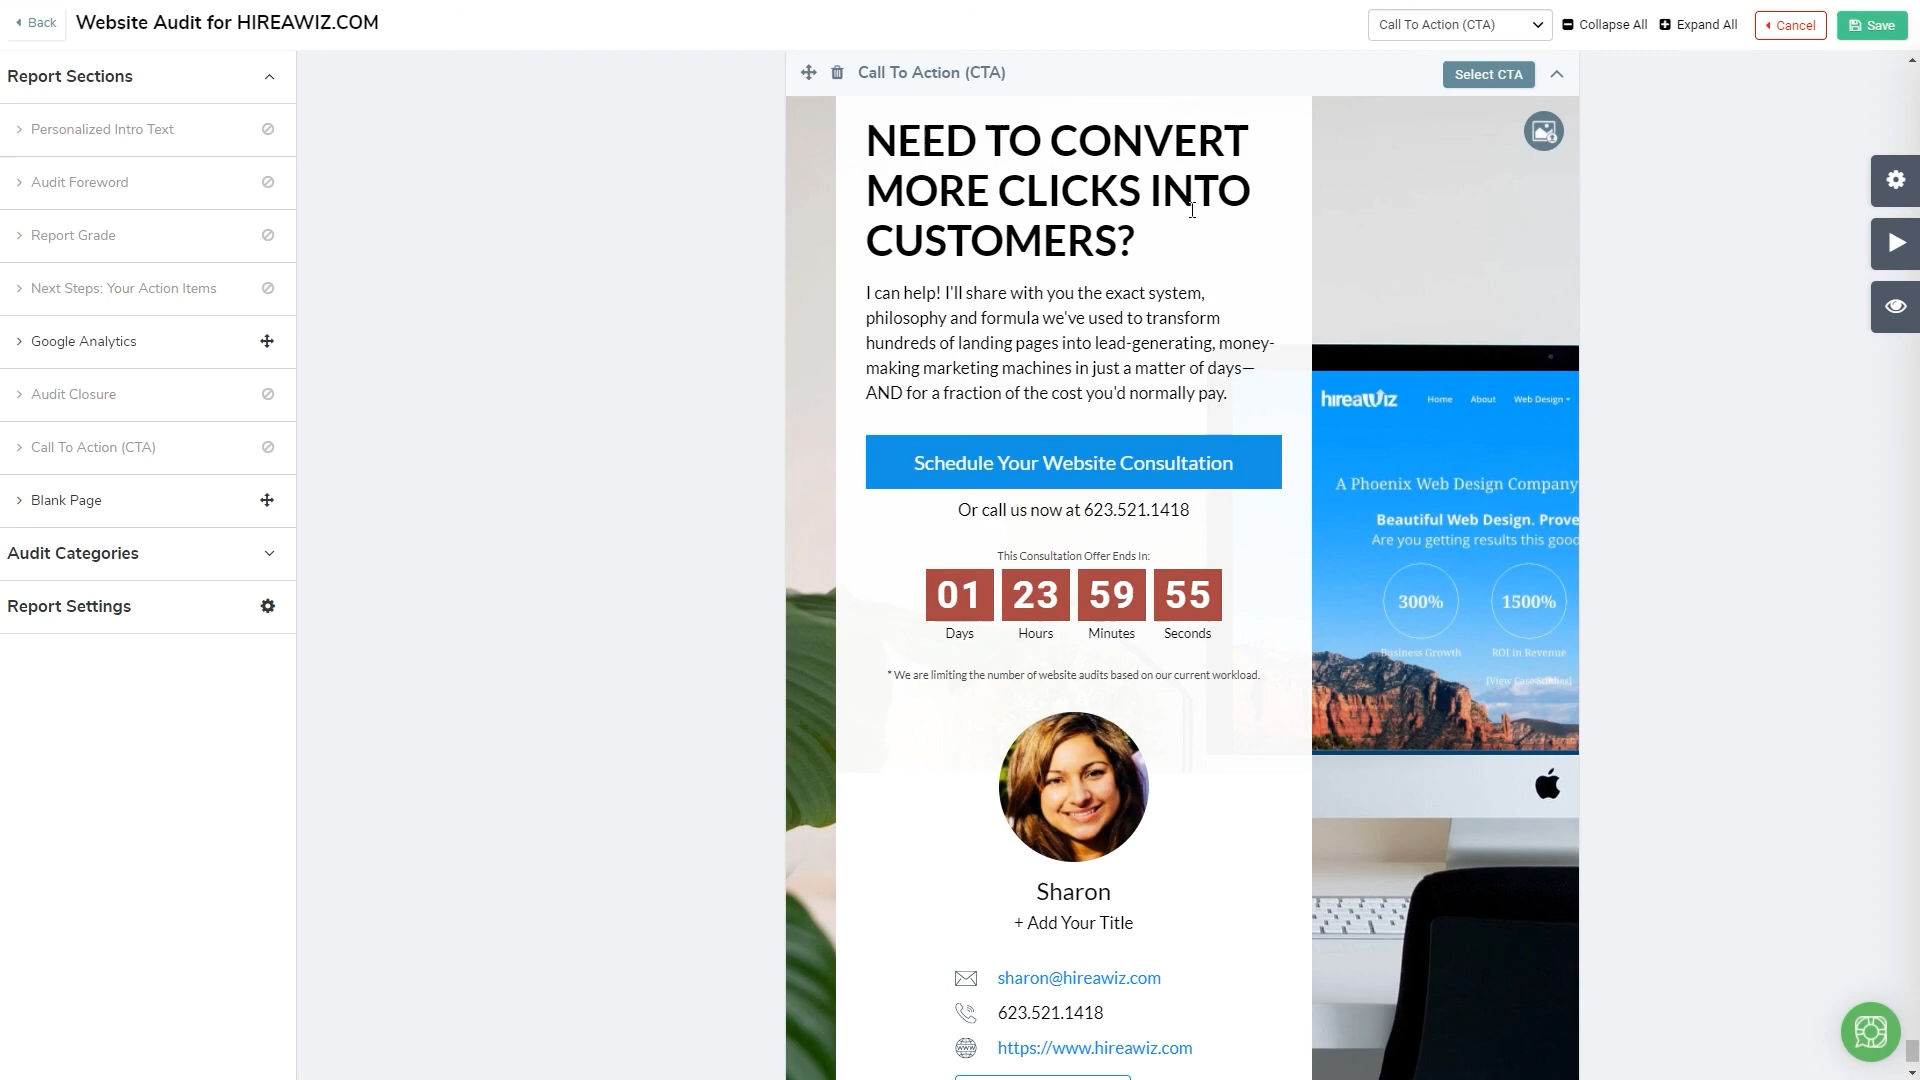 Back
Website Audit for HIREAWIZ.COM
Call To Action (CTA)
Collapse All
Expand All
Cancel
Save
Report Sections
Personalized Intro Text
Audit Foreword
Report Grade
Next Steps: Your Action Items
Google Analytics
Audit Closure
Call To Action (CTA)
Blank Page
Audit Categories
Report Settings
Call To Action (CTA)
Select CTA
NEED TO CONVERT
MORE CLICKS INTO
CUSTOMERS?
I can help! I'll share with you the exact system,
philosophy and formula we've used to transform
hundreds of landing pages into lead-generating, money-
making marketing machines in just a matter of days—
AND for a fraction of the cost you'd normally pay.
Schedule Your Website Consultation
Or call us now at 623.521.1418
This Consultation Offer Ends In:
01 23 59 55
Days Hours Minutes Seconds
* We are limiting the number of website audits based on our current workload.
Sharon
+ Add Your Title
sharon@hireawiz.com
623.521.1418
https://www.hireawiz.com
hireawiz
Home About Web Design
A Phoenix Web Design Company
Beautiful Web Design. Prove
Are you getting results this good
300% 1500%
Business Growth ROI in Revenue